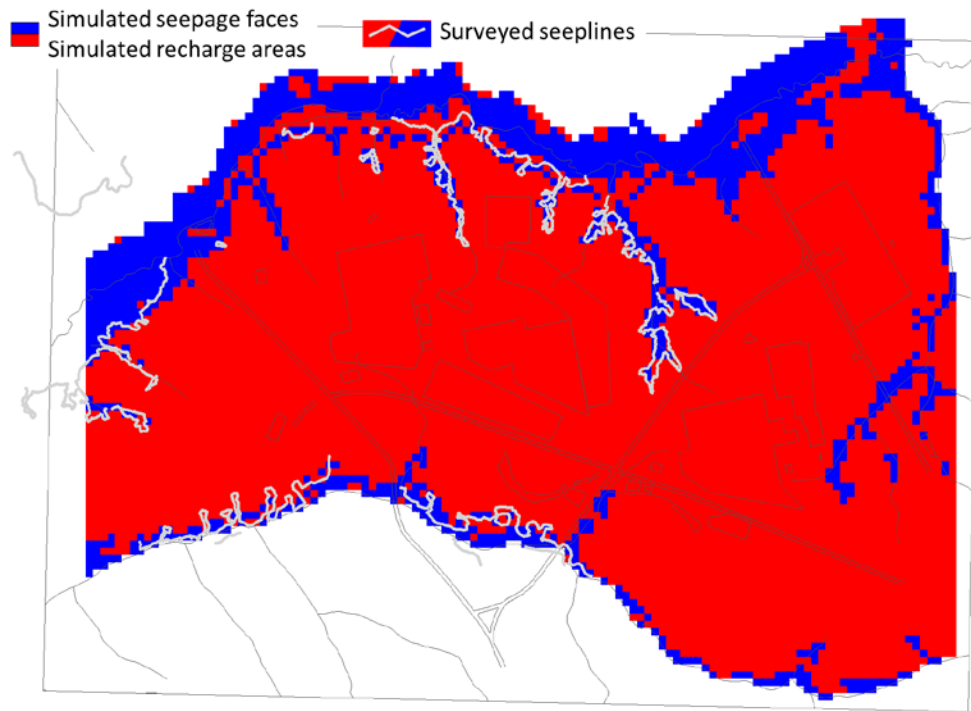 Simulated seepage faces
Simulated recharge areas
Surveyed seeplines